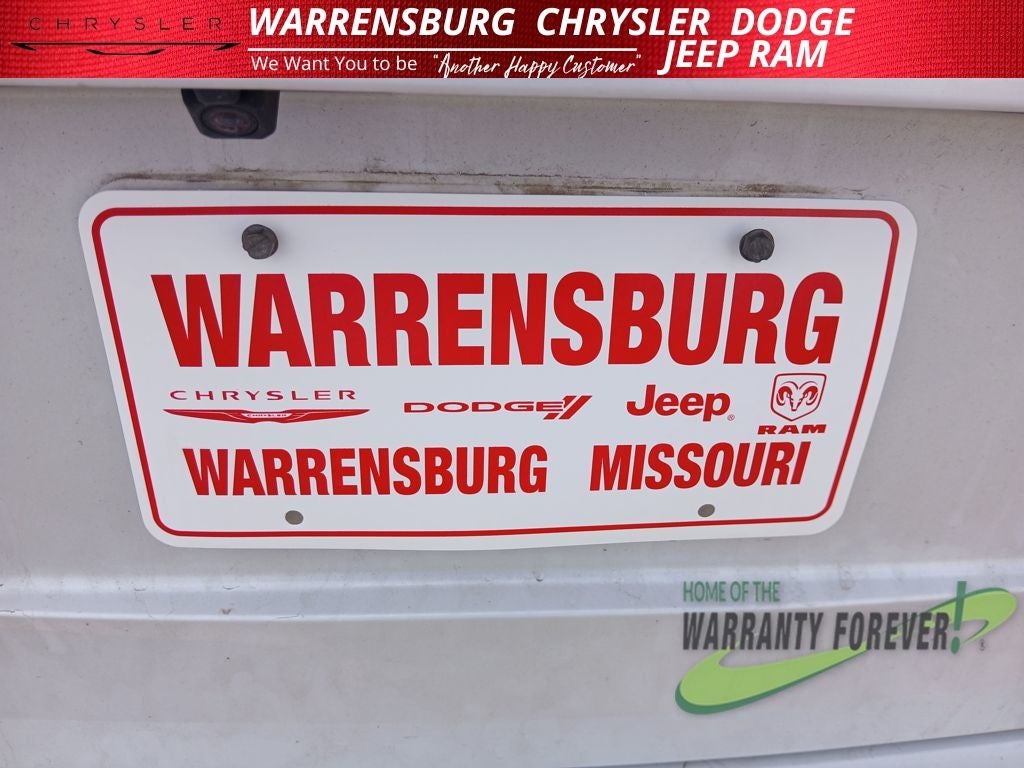 CHRYSLER
WARRENSBURG CHRYSLER DODGE
JEEP RAM
We Want You to be "Another Happy Customer"
WARRENSBURG
CHRYSLER
CHRYSLER
DODGE
Jeep®
RAM
WARRENSBURG MISSOURI
HOME OF THE
WARRANTY FOREVER!®